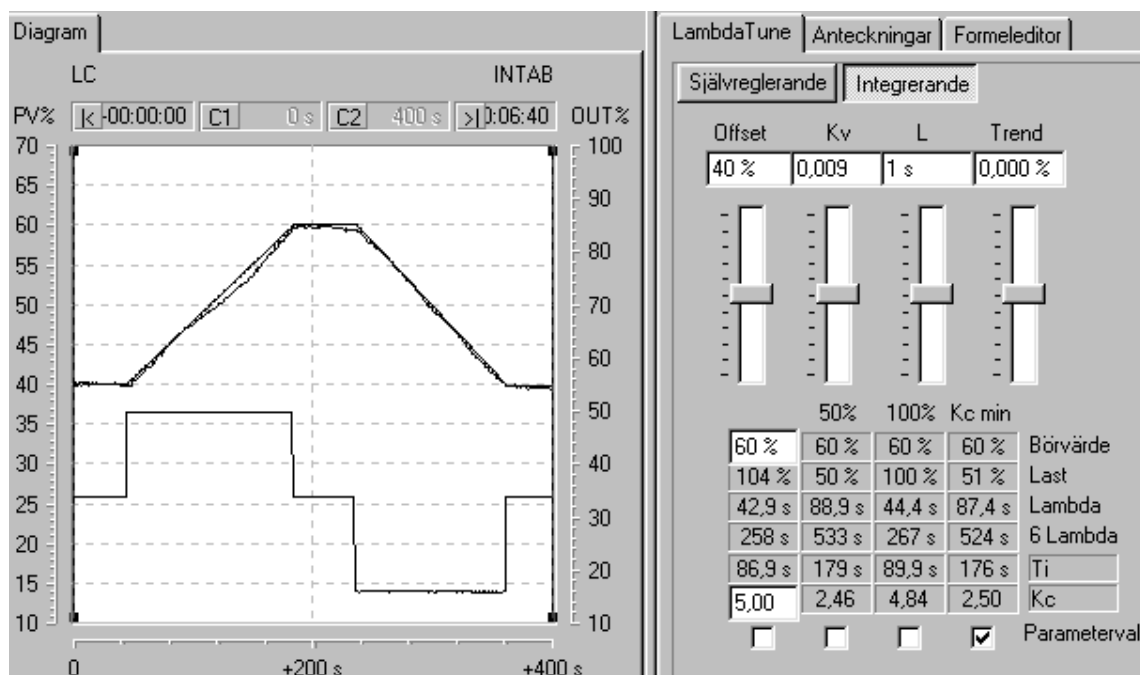 Diagram
LambdaTune Anteckningar Formeleditor
LC INTAB
Självreglerande Integrerande
PV% |< -00:00:00 C1 0 s C2 400 s >| 0:06:40 OUT%
Offset Kv L Trend
40 % 0,009 1 s 0,000 %
70 100
65
60 90
55 80
50 70
45
40 60
35 50
30 40
25 30
20 20
15
10 10
0 +200 s +400 s
50% 100% Kc min
60 % 60 % 60 % 60 % Börvärde
104 % 50 % 100 % 51 % Last
42,9 s 88,9 s 44,4 s 87,4 s Lambda
258 s 533 s 267 s 524 s 6 Lambda
86,9 s 179 s 89,9 s 176 s Ti
5,00 2,46 4,84 2,50 Kc
Parameterval